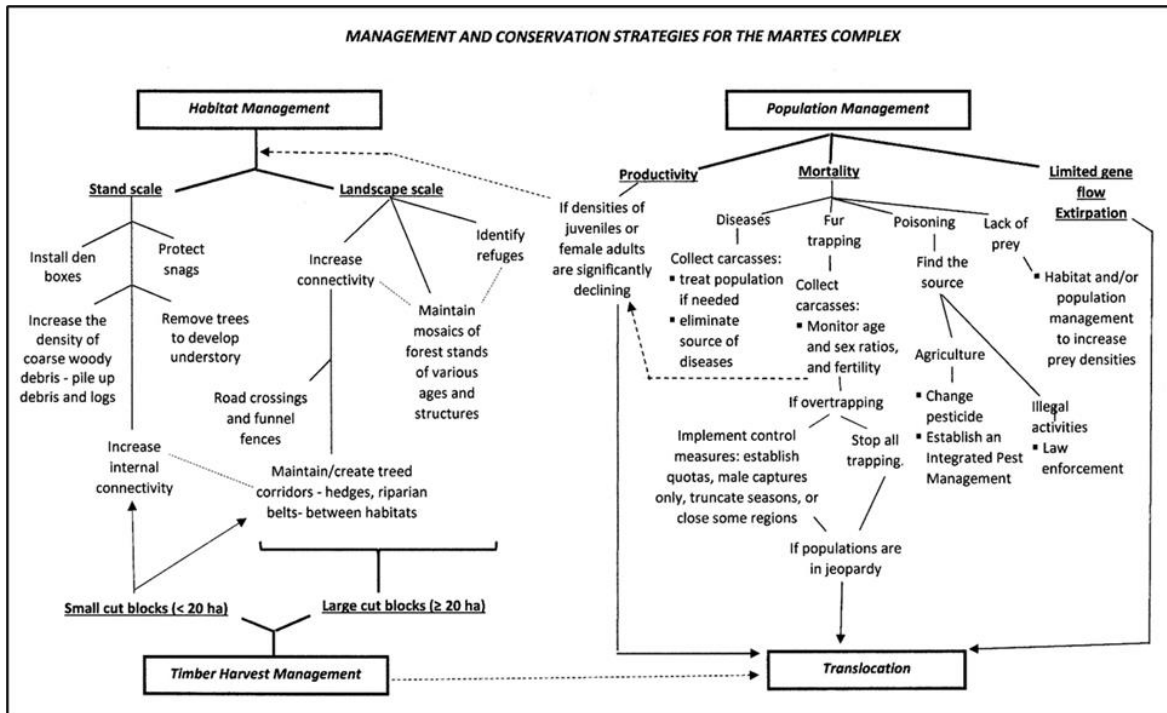 MANAGEMENT AND CONSERVATION STRATEGIES FOR THE MARTES COMPLEX
Habitat Management
Stand scale
Landscape scale
Install den
boxes
Protect
snags
Increase the
density of
coarse woody
debris - pile up
debris and logs
Remove trees
to develop
understory
Increase
internal
connectivity
Increase
connectivity
Identify
refuges
Maintain
mosaics of
forest stands
of various
ages and
structures
Road crossings
and funnel
fences
Maintain/create treed
corridors - hedges, riparian
belts- between habitats
Small cut blocks (< 20 ha)
Large cut blocks (≥ 20 ha)
Timber Harvest Management
Population Management
Productivity
If densities of
juveniles or
female adults
are significantly
declining
Mortality
Diseases
Collect carcasses:
▪ treat population
if needed
▪ eliminate
source of
diseases
Fur
trapping
Collect
carcasses:
▪ Monitor age
and sex ratios,
and fertility
If overtrapping
Implement control
measures: establish
quotas, male captures
only, truncate seasons, or
close some regions
Stop all
trapping.
If populations are
in jeopardy
Poisoning
Find the
source
Agriculture
▪ Change
pesticide
▪ Establish an
Integrated Pest
Management
Illegal
activities
▪ Law
enforcement
Lack of
prey
▪ Habitat and/or
population
management
to increase
prey densities
Limited gene
flow
Extirpation
Translocation